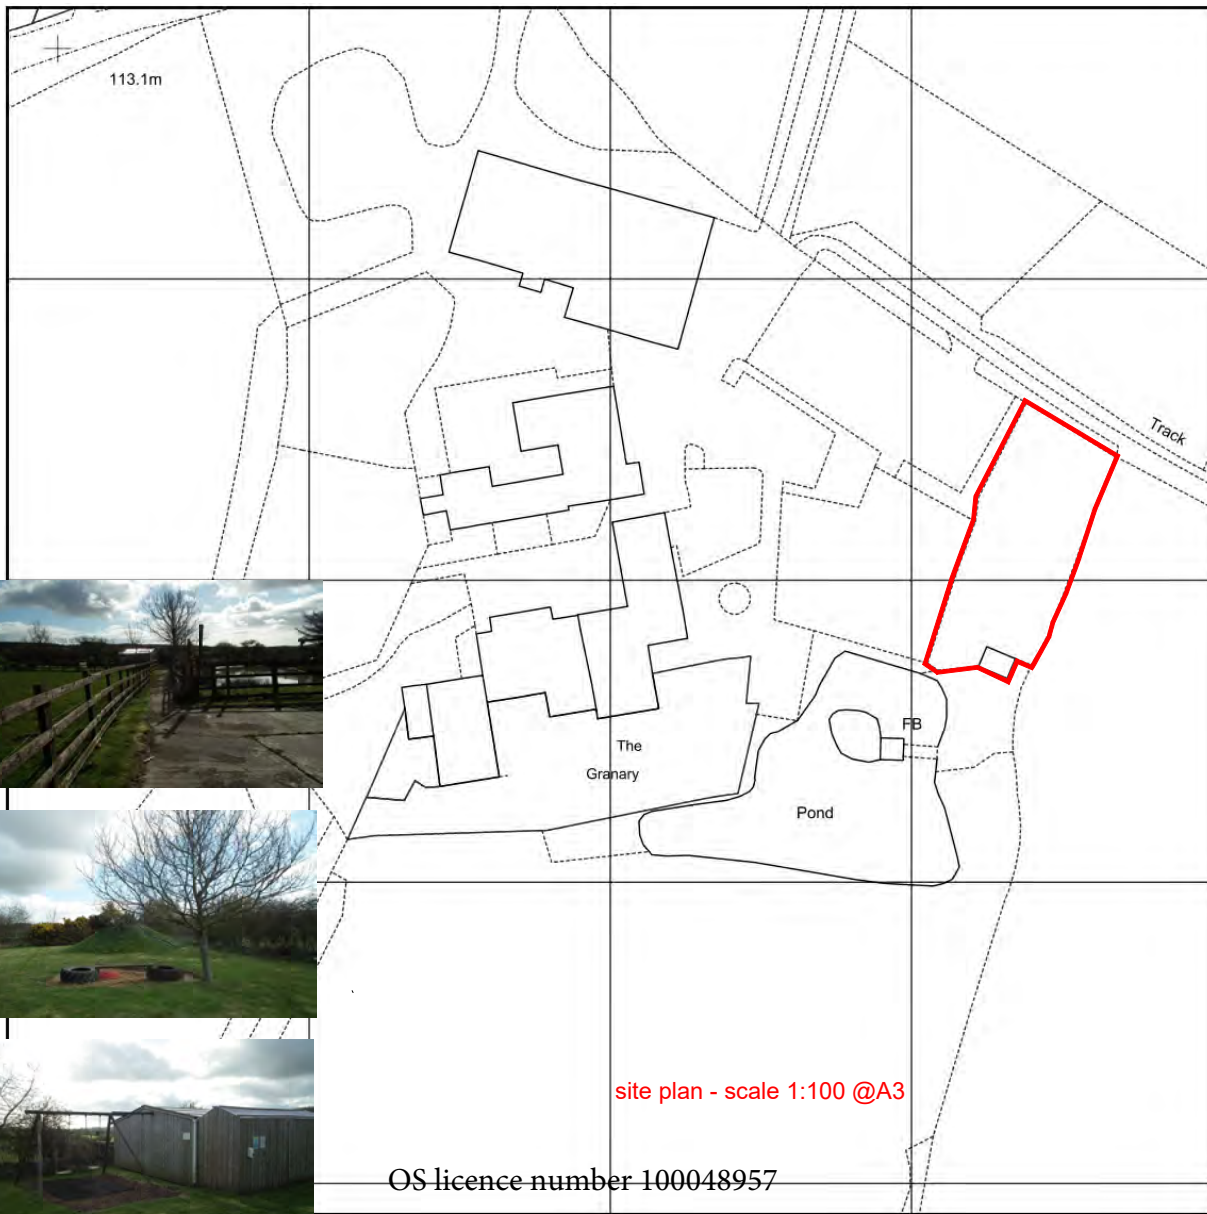 113.1m
Track
FB
The
Granary
Pond
site plan - scale 1:100 @A3
OS licence number 100048957